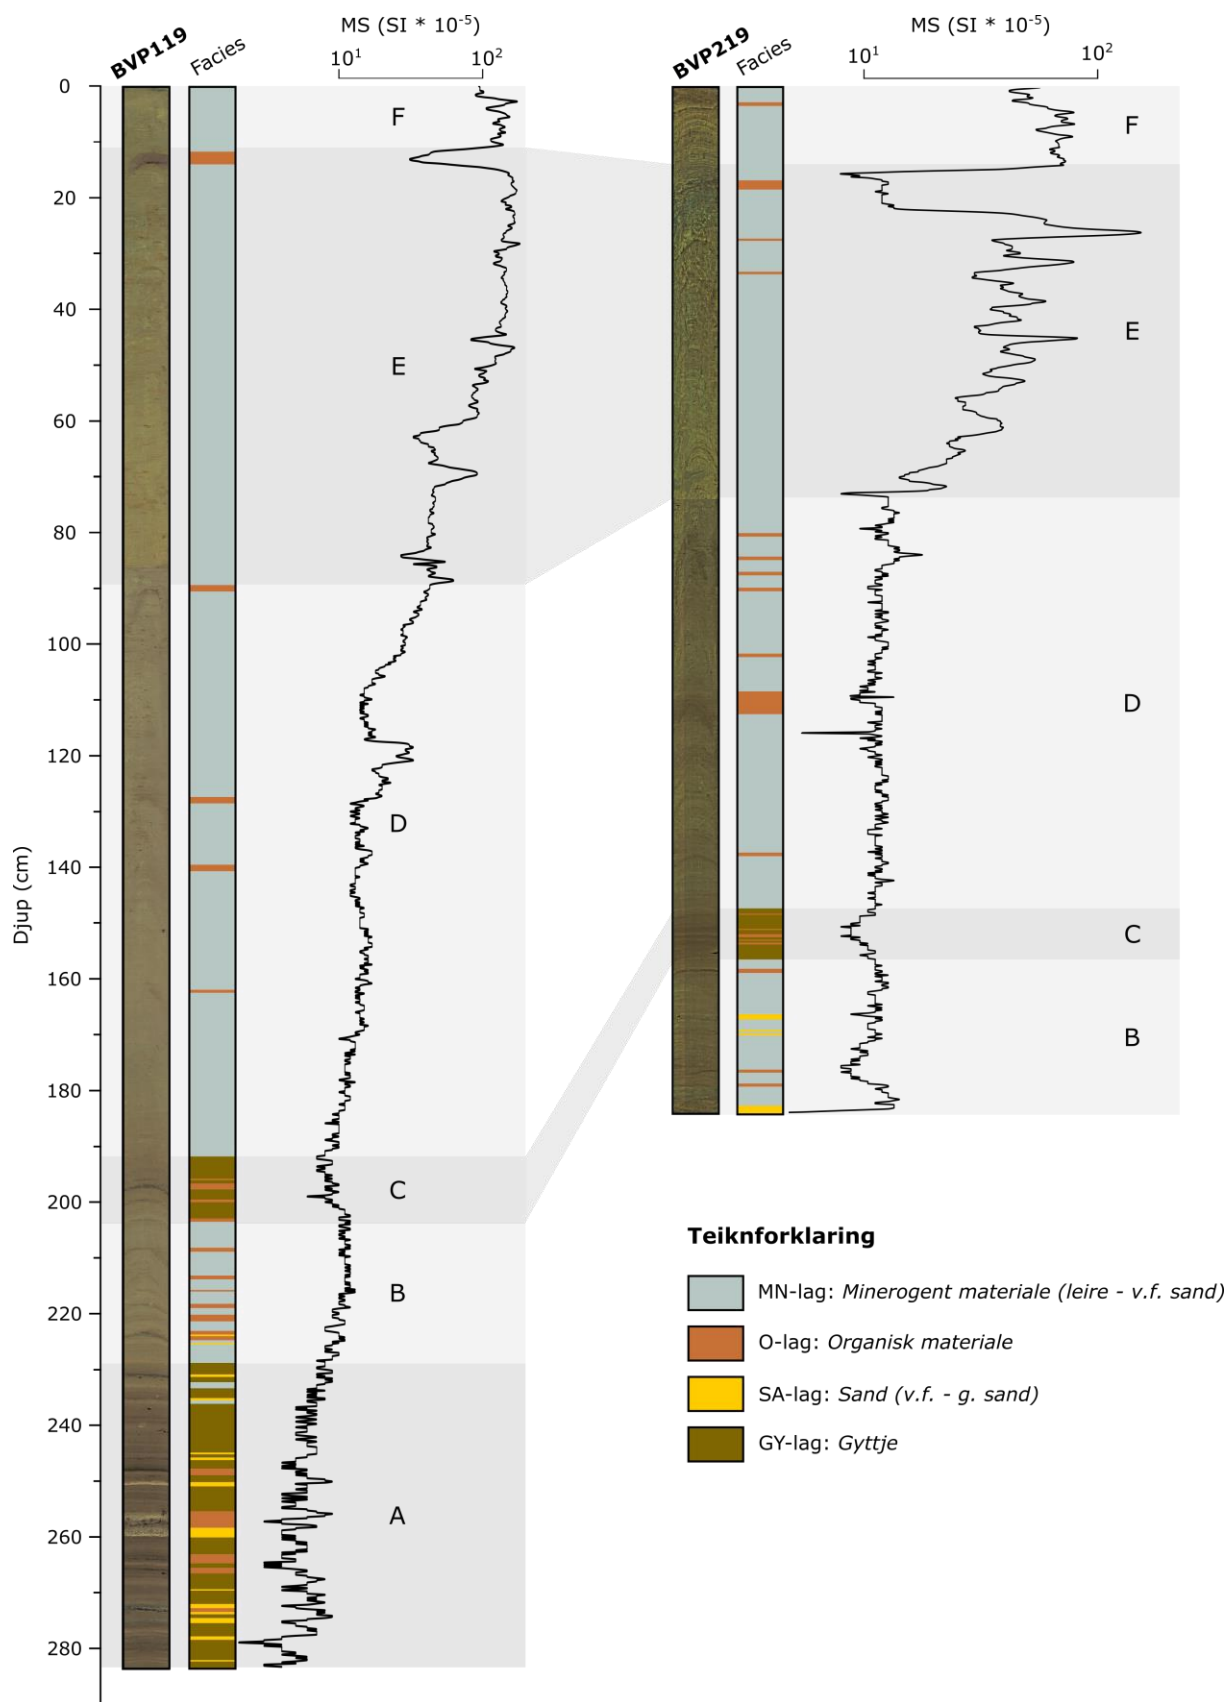 BVP119
Facies
MS (SI * 10⁻⁵)
10¹
10²
BVP219
Facies
MS (SI * 10⁻⁵)
10¹
10²
Djup (cm)
0
20
40
60
80
100
120
140
160
180
200
220
240
260
280
F
E
D
C
B
A
F
E
D
C
B
Teiknforklaring
MN-lag: Minerogent materiale (leire - v.f. sand)
O-lag: Organisk materiale
SA-lag: Sand (v.f. - g. sand)
GY-lag: Gyttje